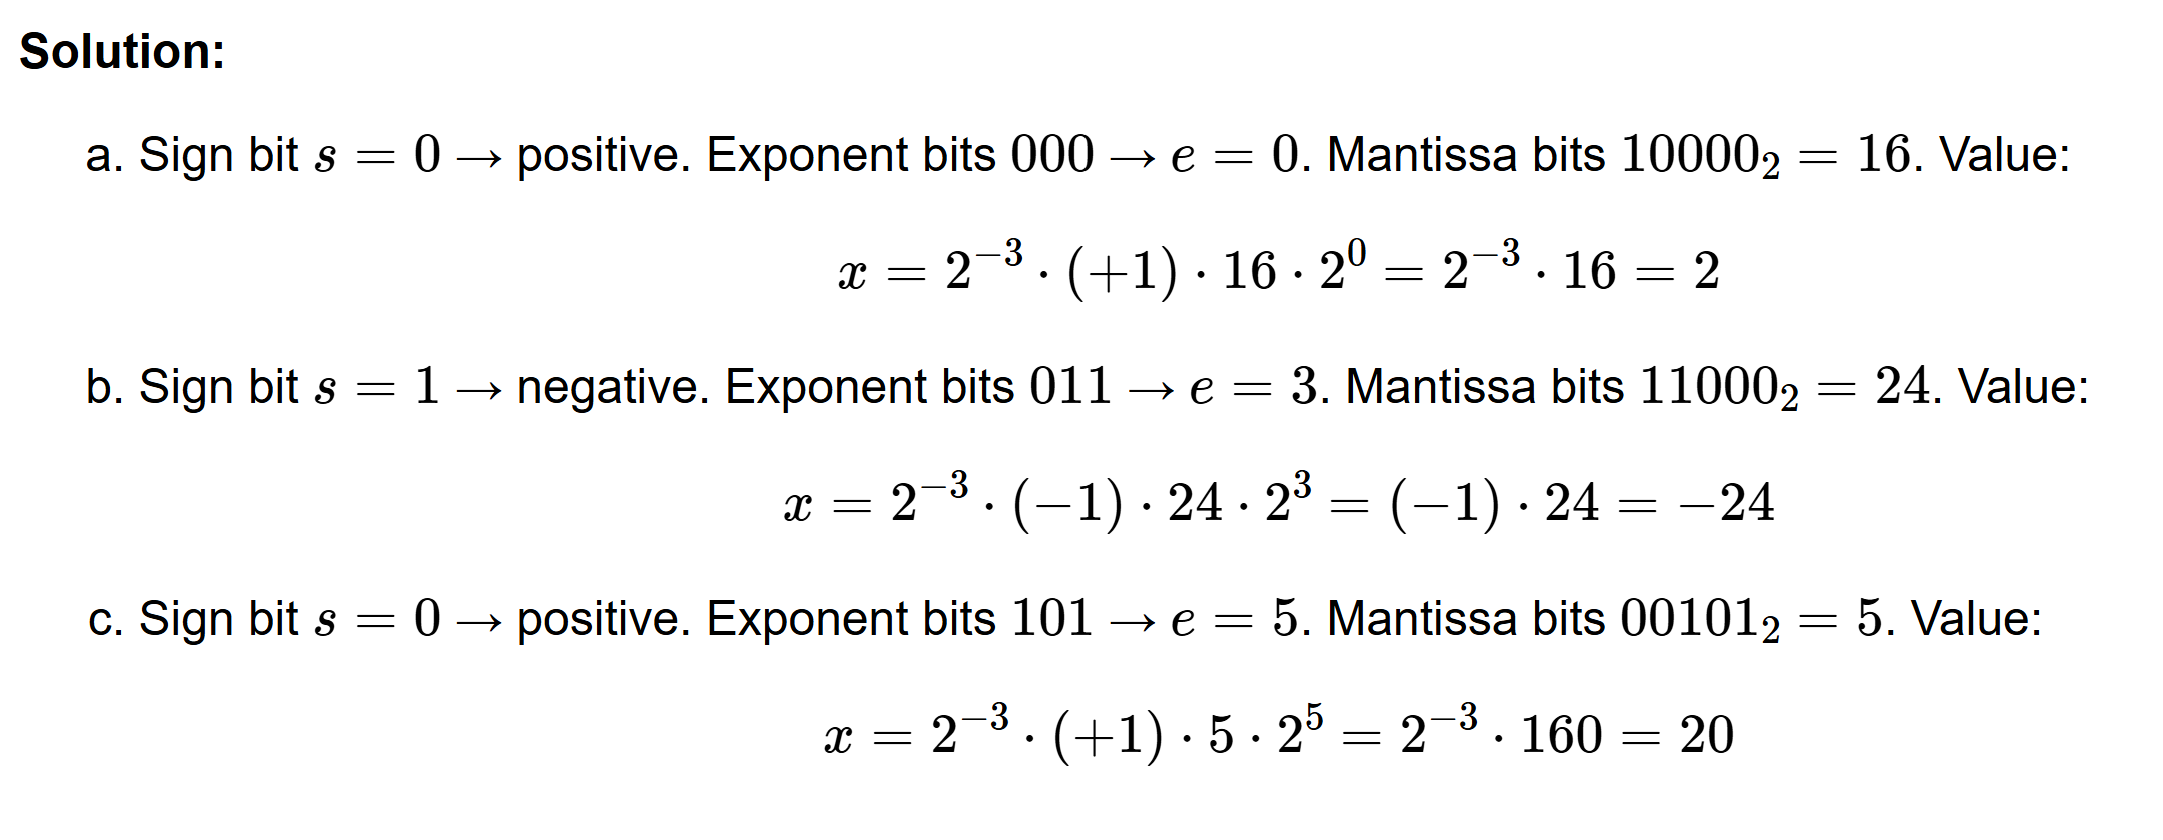 Solution:
a. Sign bit s = 0 → positive. Exponent bits 000 → e = 0. Mantissa bits 10000₂ = 16. Value:
x = 2⁻³ · (+1) · 16 · 2⁰ = 2⁻³ · 16 = 2
b. Sign bit s = 1 → negative. Exponent bits 011 → e = 3. Mantissa bits 11000₂ = 24. Value:
x = 2⁻³ · (−1) · 24 · 2³ = (−1) · 24 = −24
c. Sign bit s = 0 → positive. Exponent bits 101 → e = 5. Mantissa bits 00101₂ = 5. Value:
x = 2⁻³ · (+1) · 5 · 2⁵ = 2⁻³ · 160 = 20